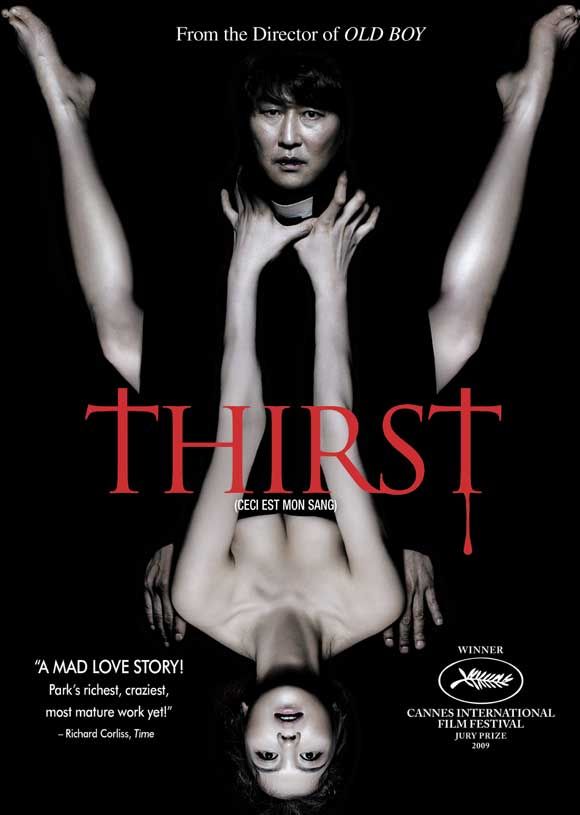 From the Director of OLD BOY
THIRST
(CECI EST MON SANG)
“A MAD LOVE STORY!
Park's richest, craziest,
most mature work yet!”
– Richard Corliss, Time
WINNER
CANNES INTERNATIONAL
FILM FESTIVAL
JURY PRIZE
2009